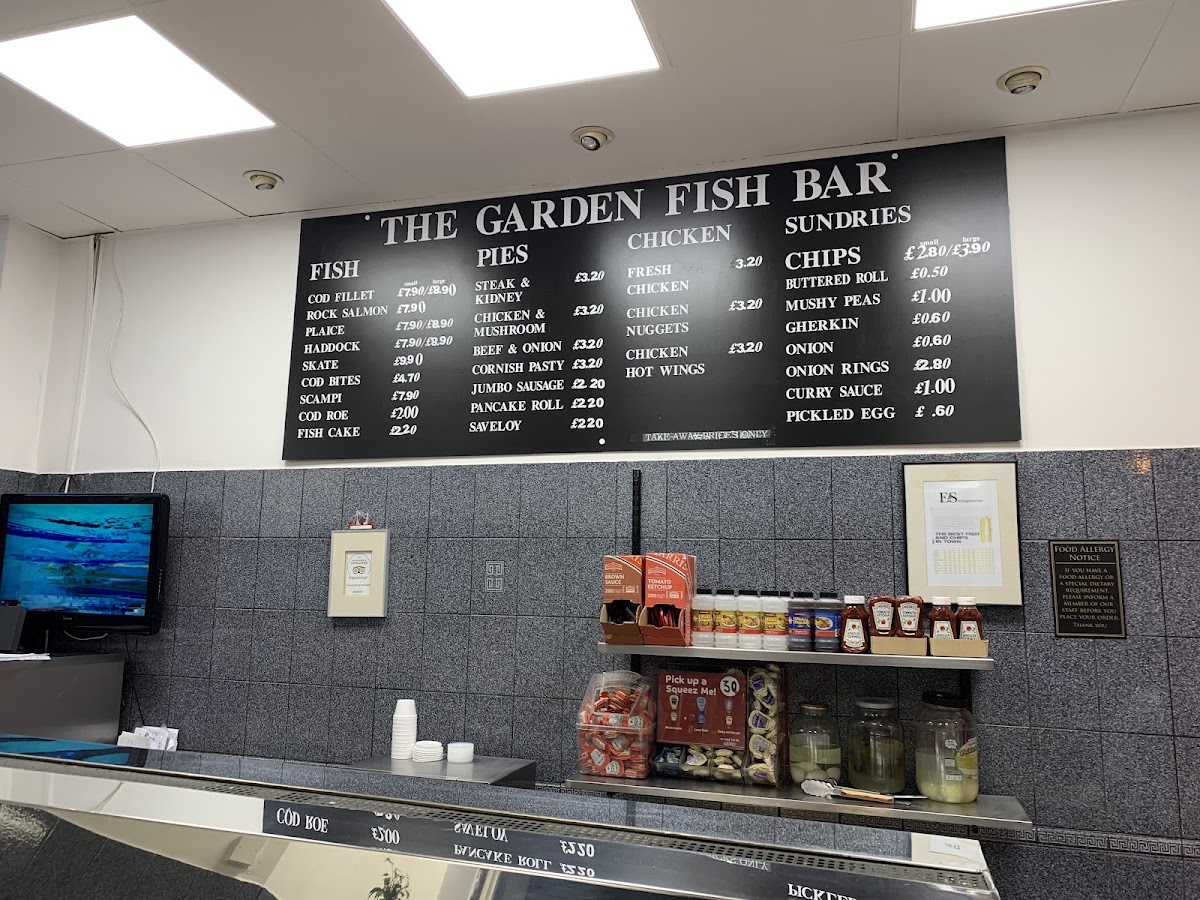 THE GARDEN FISH BAR
FISH
small large
COD FILLET £7.90/£8.90
ROCK SALMON £7.90
PLAICE £7.90/£8.90
HADDOCK £7.90/£8.90
SKATE £9.90
COD BITES £4.70
SCAMPI £7.90
COD ROE £200
FISH CAKE £2.20
PIES
STEAK & £3.20
KIDNEY
CHICKEN & £3.20
MUSHROOM
BEEF & ONION £3.20
CORNISH PASTY £3.20
JUMBO SAUSAGE £2.20
PANCAKE ROLL £2.20
SAVELOY £2.20
CHICKEN
FRESH £3.20
CHICKEN
CHICKEN £3.20
NUGGETS
CHICKEN £3.20
HOT WINGS
TAKE-AWAY PRICES ONLY
SUNDRIES
small large
CHIPS £2.80/£3.90
BUTTERED ROLL £0.50
MUSHY PEAS £1.00
GHERKIN £0.60
ONION £0.60
ONION RINGS £2.80
CURRY SAUCE £1.00
PICKLED EGG £ .60
THE BEST FISH
AND CHIPS
IN TOWN
FOOD ALLERGY
NOTICE
IF YOU HAVE A
FOOD ALLERGY OR
A SPECIAL DIETARY
REQUIREMENT,
PLEASE INFORM A
MEMBER OF OUR
STAFF BEFORE YOU
PLACE YOUR ORDER.
THANK YOU
BROWN
SAUCE
200
TOMATO
KETCHUP
200
Pick up a
Squeez Me!
30
COD ROE £200
SAVELOY £2.20
PANCAKE ROLL £2.20